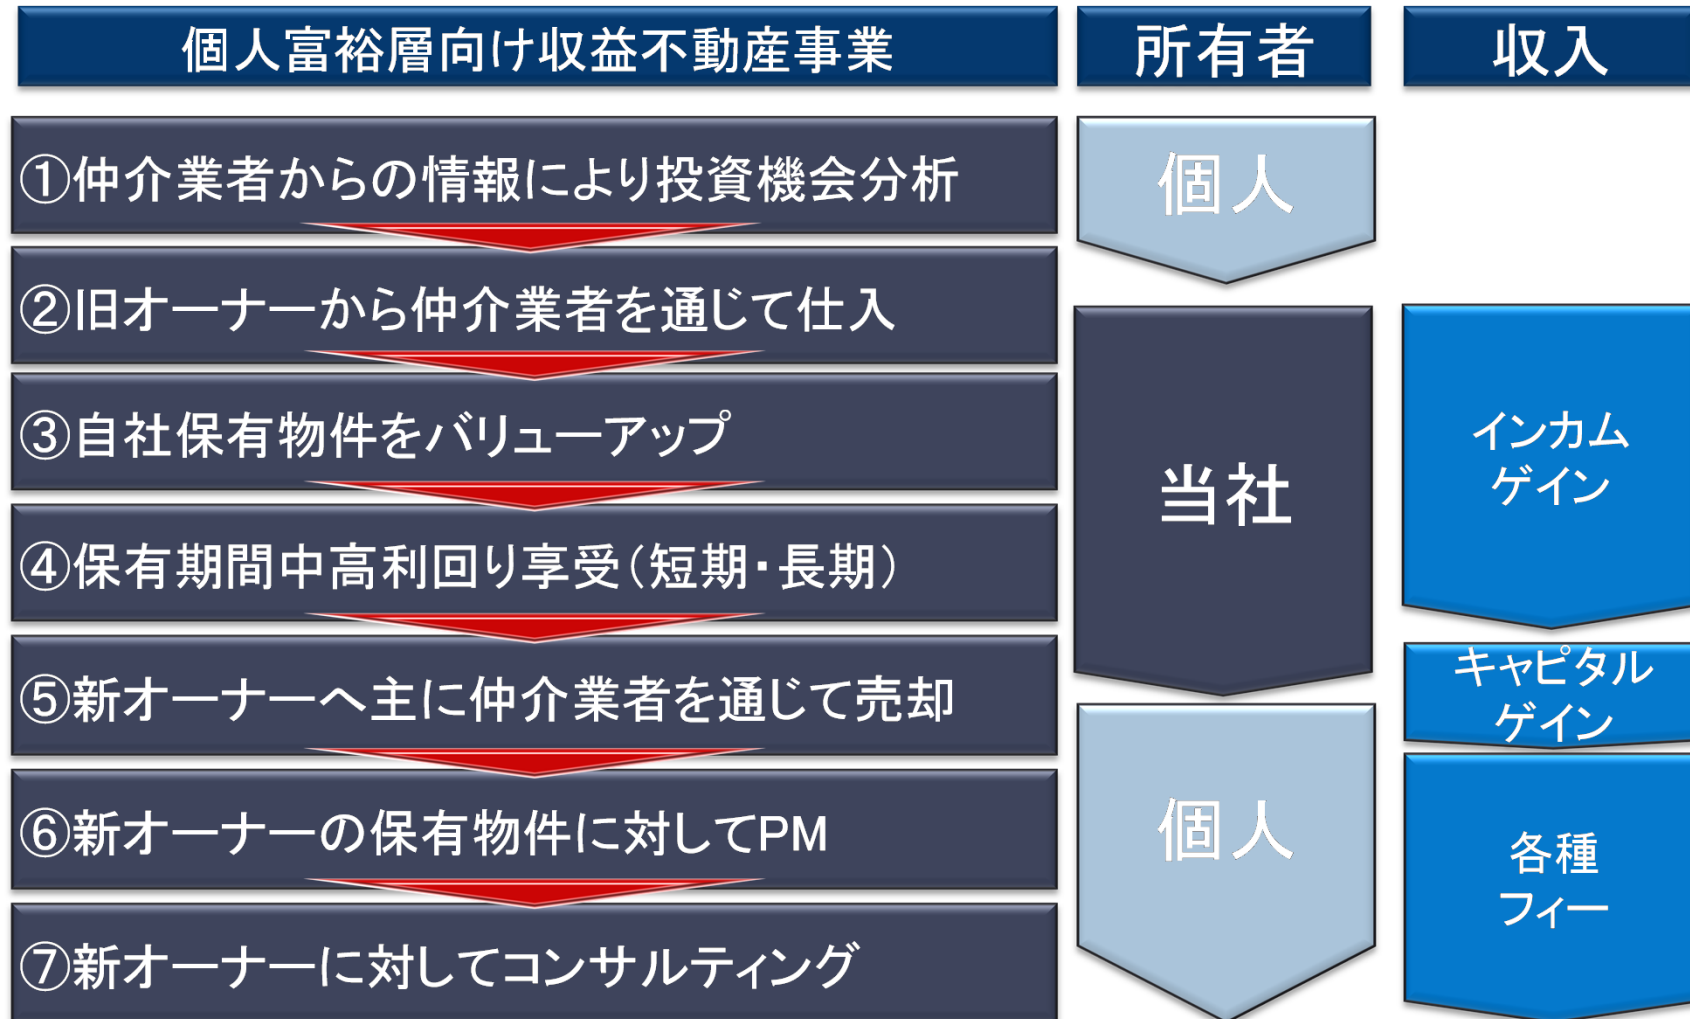 個人富裕層向け収益不動産事業
所有者
収入
①仲介業者からの情報により投資機会分析
②旧オーナーから仲介業者を通じて仕入
③自社保有物件をバリューアップ
④保有期間中高利回り享受（短期・長期）
⑤新オーナーへ主に仲介業者を通じて売却
⑥新オーナーの保有物件に対してPM
⑦新オーナーに対してコンサルティング
個人
当社
個人
インカム
ゲイン
キャピタル
ゲイン
各種
フィー